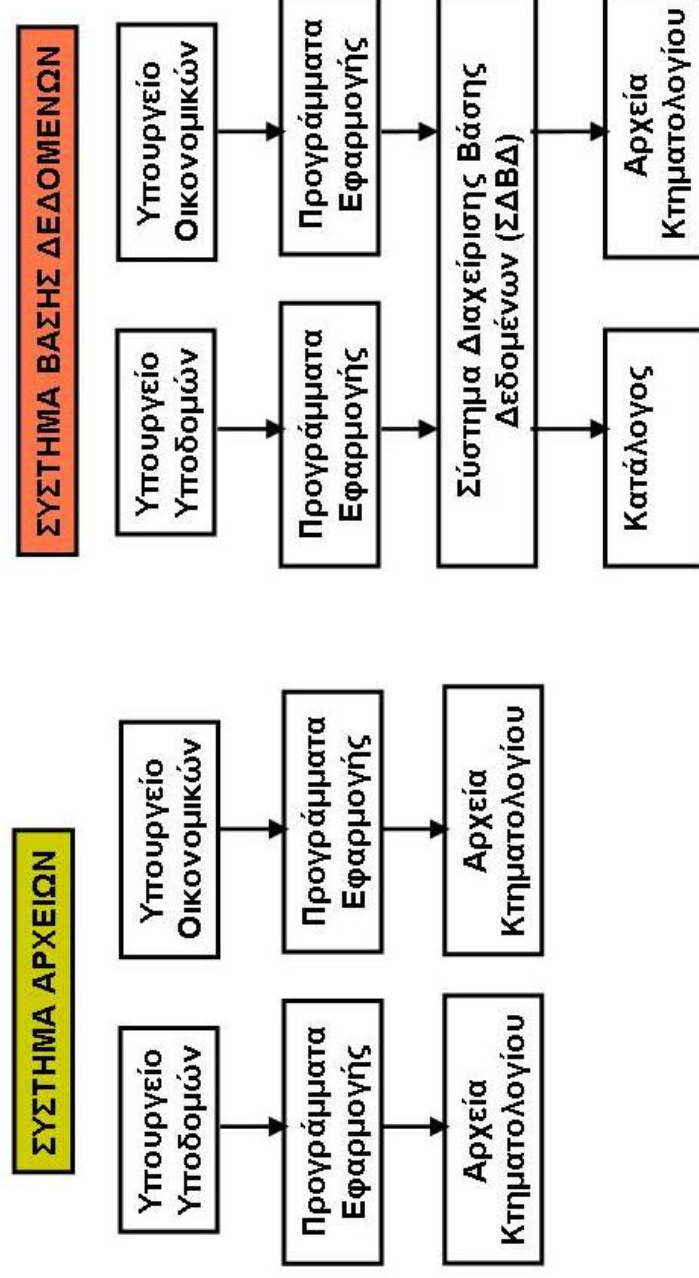 ΣΥΣΤΗΜΑ ΑΡΧΕΙΩΝ
Υπουργείο
Υποδομών
Υπουργείο
Οικονομικών
Προγράμματα
Εφαρμογής
Προγράμματα
Εφαρμογής
Αρχεία
Κτηματολογίου
Αρχεία
Κτηματολογίου
ΣΥΣΤΗΜΑ ΒΑΣΗΣ ΔΕΔΟΜΕΝΩΝ
Υπουργείο
Υποδομών
Υπουργείο
Οικονομικών
Προγράμματα
Εφαρμογής
Προγράμματα
Εφαρμογής
Σύστημα Διαχείρισης Βάσης
Δεδομένων (ΣΔΒΔ)
Κατάλογος
Αρχεία
Κτηματολογίου